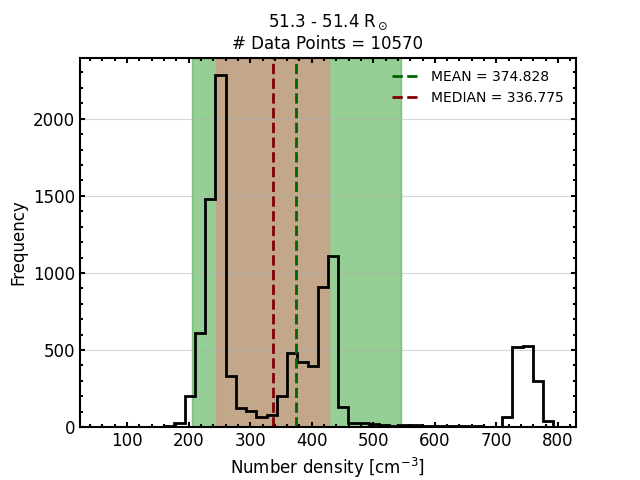 51.3 - 51.4 R⊙
# Data Points = 10570
MEAN = 374.828
MEDIAN = 336.775
Frequency
2000
1500
1000
500
0
100 200 300 400 500 600 700 800
Number density [cm⁻³]